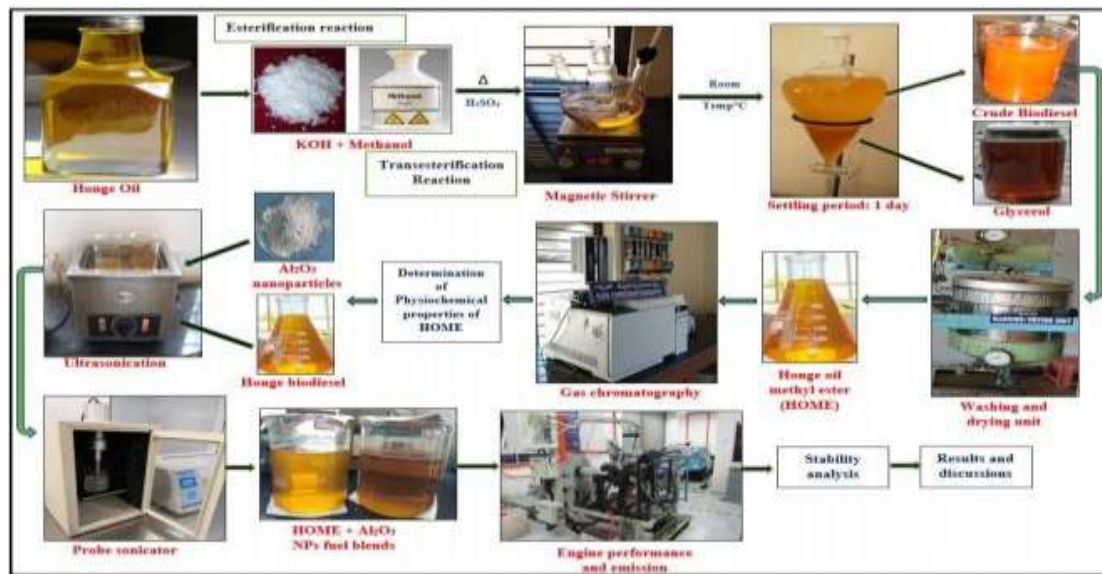 Esterification reaction
Honge Oil
Methanol
KOH + Methanol
Δ
H₂SO₄
Transesterification
Reaction
Magnetic Stirrer
Room
Temp°C
Settling period: 1 day
Crude Biodiesel
Glycerol
Washing and
drying unit
Honge oil
methyl ester
(HOME)
Gas chromatography
Determination
of
Physiochemical
properties of
HOME
Al₂O₃
nanoparticles
Honge biodiesel
Ultrasonication
Probe sonicator
HOME + Al₂O₃
NPs fuel blends
Engine performance
and emission
Stability
analysis
Results and
discussions